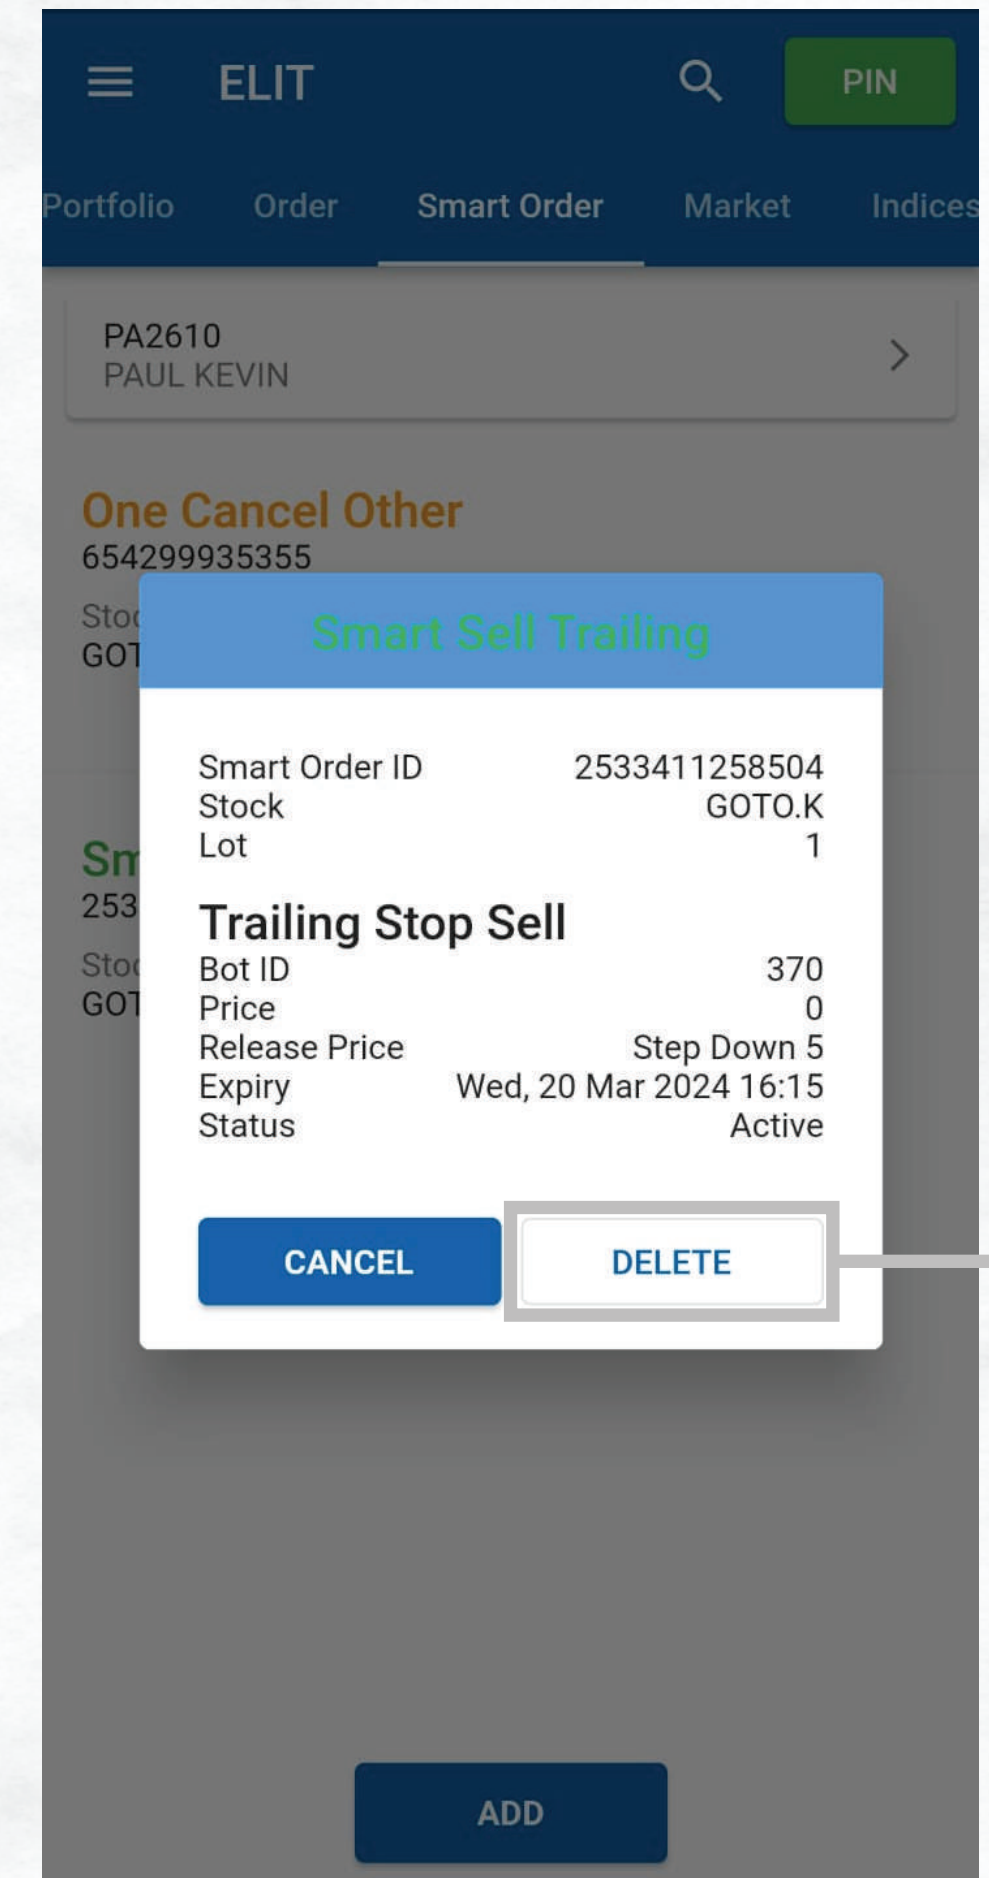 ELIT
PIN
Portfolio Order Smart Order Market Indices
PA2610
PAUL KEVIN
One Cancel Other
654299935355
Smart Sell Trailing
Smart Order ID 2533411258504
Stock GOTO.K
Lot 1
Trailing Stop Sell
Bot ID 370
Price 0
Release Price Step Down 5
Expiry Wed, 20 Mar 2024 16:15
Status Active
CANCEL DELETE
ADD